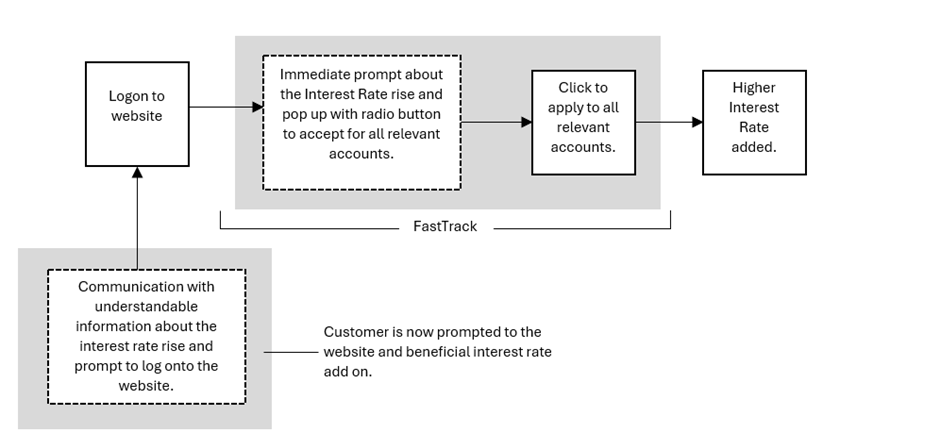 Logon to
website
Immediate prompt about
the Interest Rate rise and
pop up with radio button
to accept for all relevant
accounts.
Click to
apply to all
relevant
accounts.
Higher
Interest
Rate
added.
FastTrack
Communication with
understandable
information about the
interest rate rise and
prompt to log onto the
website.
Customer is now prompted to the
website and beneficial interest rate
add on.